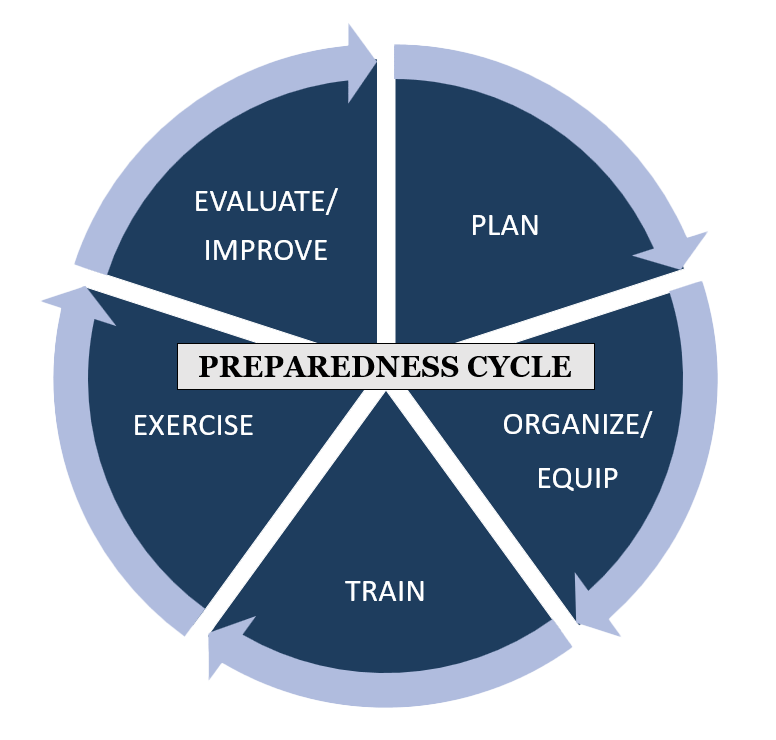 EVALUATE/
IMPROVE
PLAN
PREPAREDNESS CYCLE
EXERCISE
ORGANIZE/
EQUIP
TRAIN